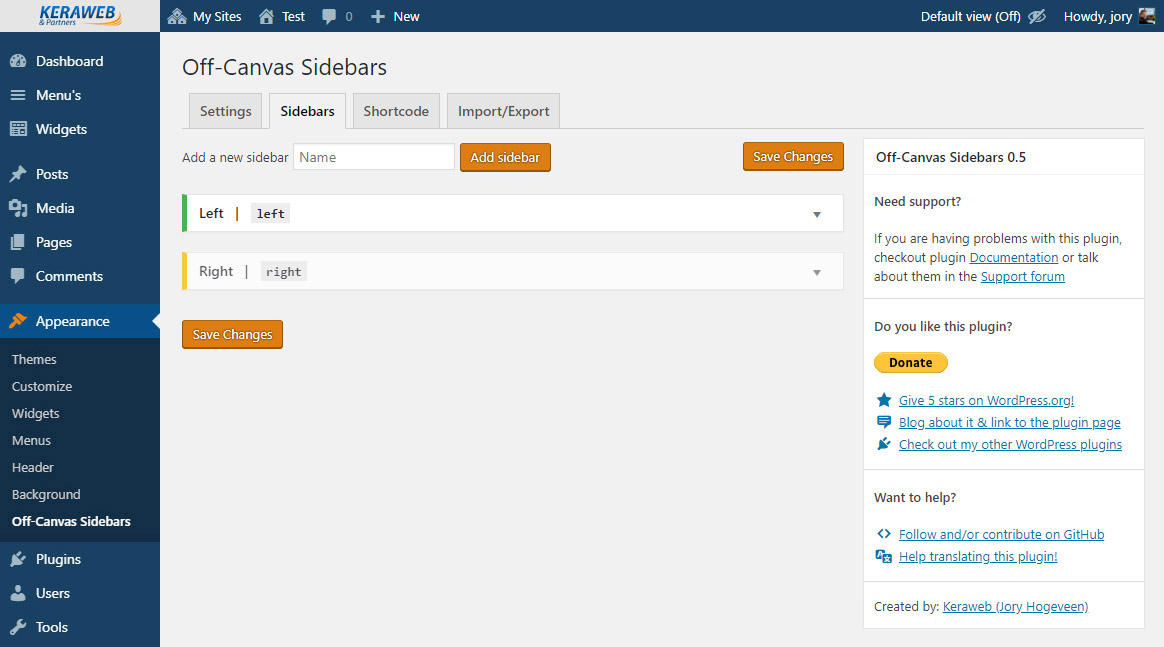 KERAWEB
& Partners
My Sites
Test
0
New
Default view (Off)
Howdy, jory
Dashboard
Menu's
Widgets
Posts
Media
Pages
Comments
Appearance
Themes
Customize
Widgets
Menus
Header
Background
Off-Canvas Sidebars
Plugins
Users
Tools
Off-Canvas Sidebars
Settings
Sidebars
Shortcode
Import/Export
Add a new sidebar
Name
Add sidebar
Save Changes
Left | left
Right | right
Save Changes
Off-Canvas Sidebars 0.5
Need support?
If you are having problems with this plugin,
checkout plugin Documentation or talk
about them in the Support forum
Do you like this plugin?
Donate
Give 5 stars on WordPress.org!
Blog about it & link to the plugin page
Check out my other WordPress plugins
Want to help?
Follow and/or contribute on GitHub
Help translating this plugin!
Created by: Keraweb (Jory Hogeveen)